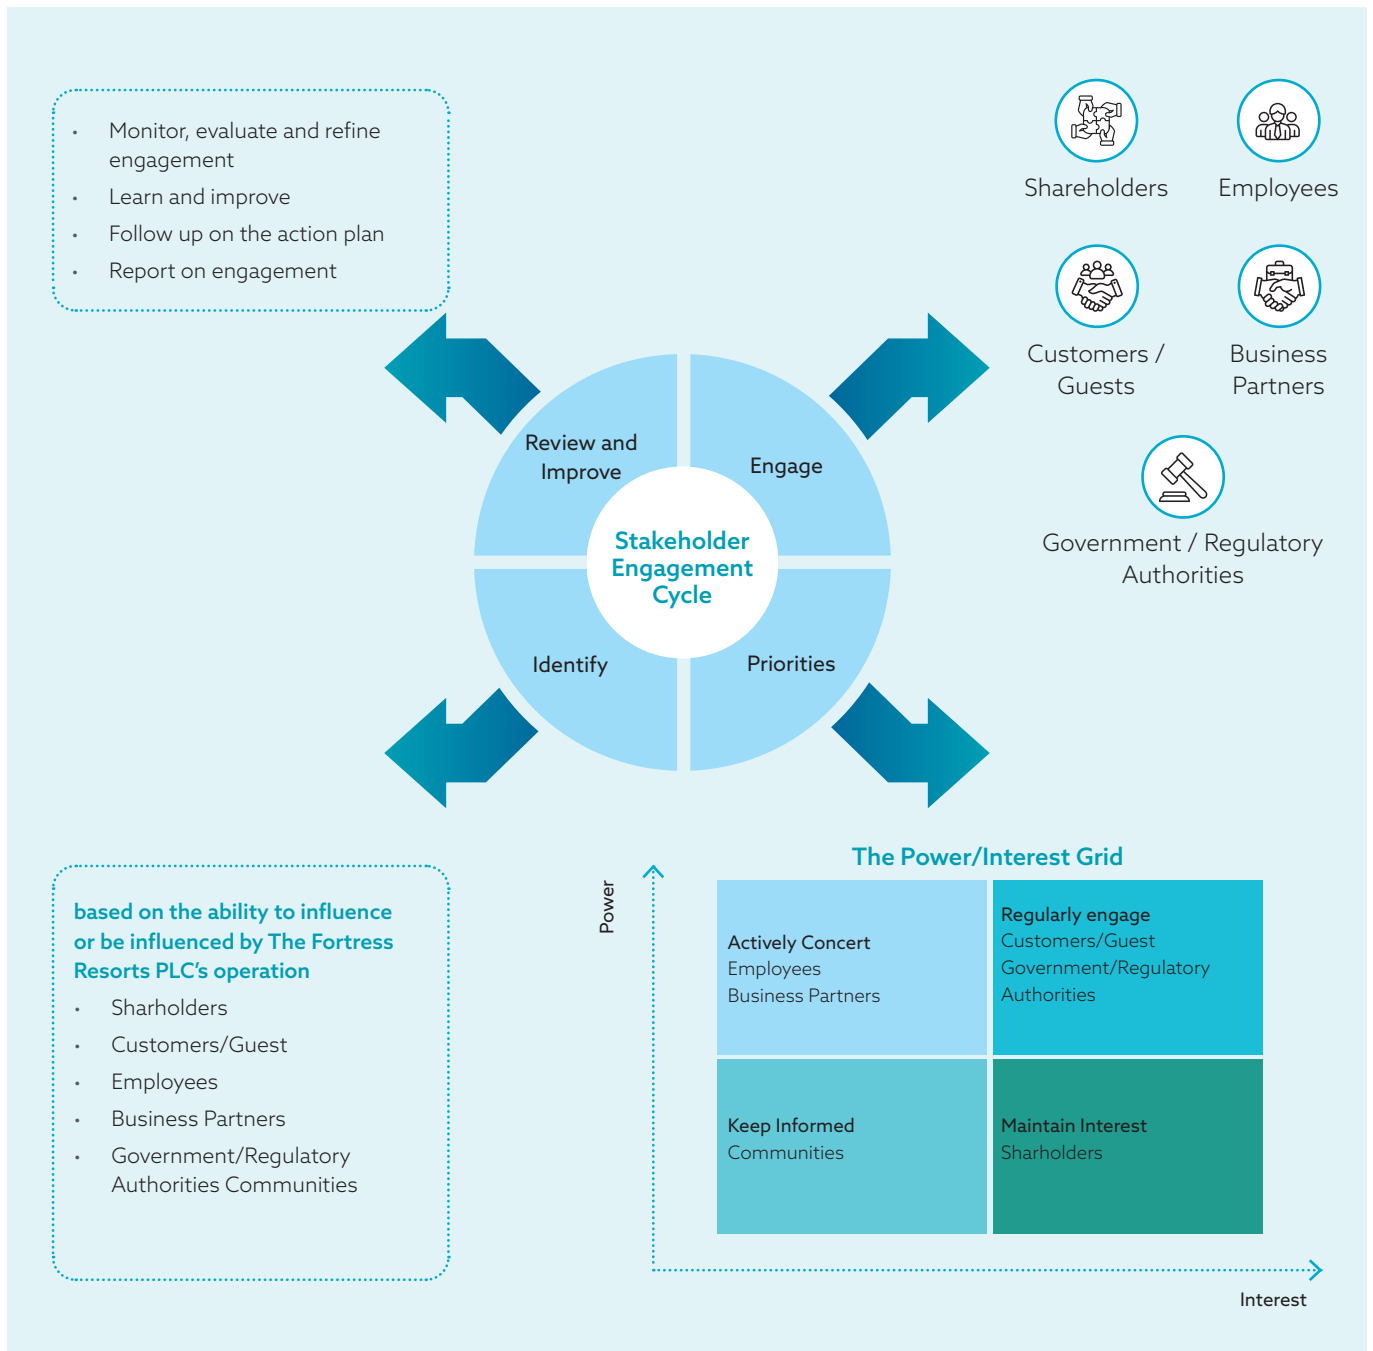 Monitor, evaluate and refine
engagement
Learn and improve
Follow up on the action plan
Report on engagement
Shareholders
Employees
Customers /
Guests
Business
Partners
Government / Regulatory
Authorities
Review and
Improve
Engage
Stakeholder
Engagement
Cycle
Identify
Priorities
based on the ability to influence
or be influenced by The Fortress
Resorts PLC's operation
Sharholders
Customers/Guest
Employees
Business Partners
Government/Regulatory
Authorities Communities
The Power/Interest Grid
Power
Actively Concert
Employees
Business Partners
Regularly engage
Customers/Guest
Government/Regulatory
Authorities
Keep Informed
Communities
Maintain Interest
Sharholders
Interest